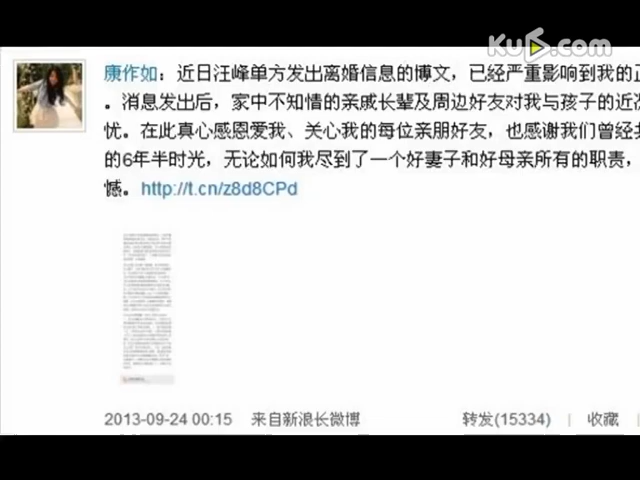 Ku6.com
康作如：近日汪峰单方发出离婚信息的博文，已经严重影响到我的正
。消息发出后，家中不知情的亲戚长辈及周边好友对我与孩子的近况
忧。在此真心感恩爱我、关心我的每位亲朋好友，也感谢我们曾经共
的6年半时光，无论如何我尽到了一个好妻子和好母亲所有的职责，
憾。http://t.cn/z8d8CPd
2013-09-24 00:15 来自新浪长微博 转发(15334) | 收藏 |